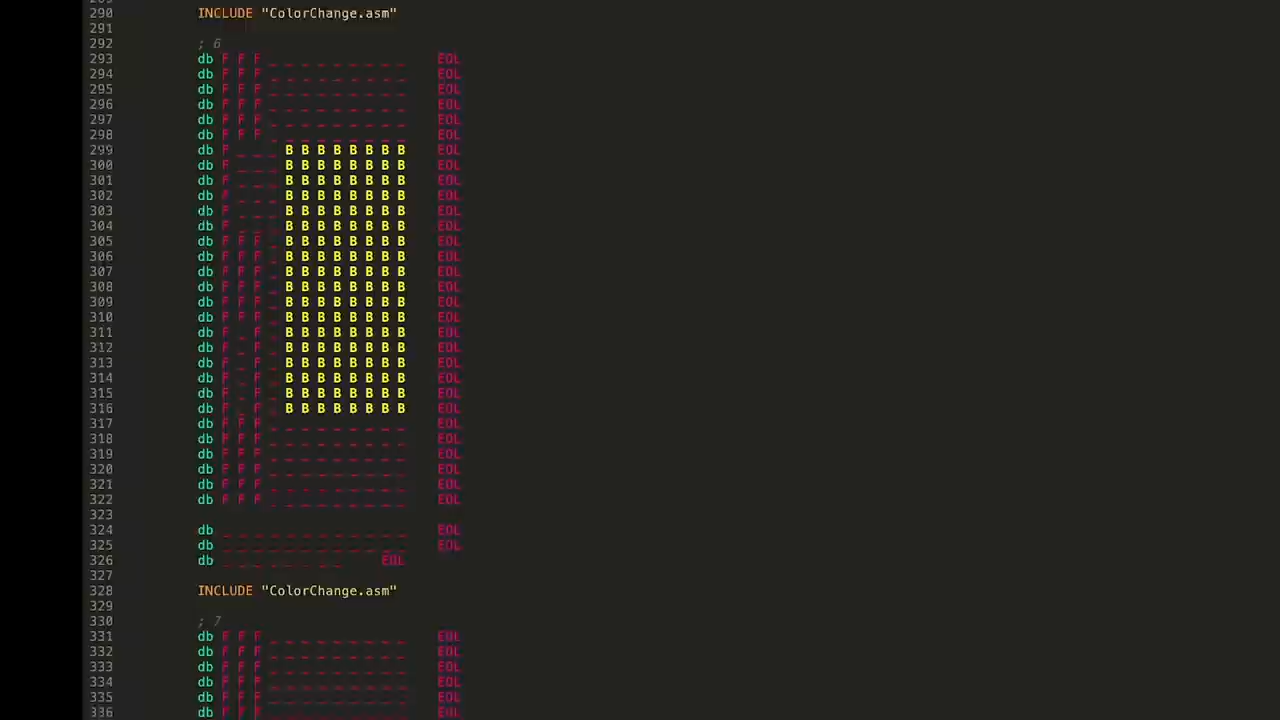 290 INCLUDE "ColorChange.asm"
291
292 ; 6
293 db F F F _ _ _ _ _ _ _ _ _ EOL
294 db F F F _ _ _ _ _ _ _ _ _ EOL
295 db F F F _ _ _ _ _ _ _ _ _ EOL
296 db F F F _ _ _ _ _ _ _ _ _ EOL
297 db F F F _ _ _ _ _ _ _ _ _ EOL
298 db F F F _ _ _ _ _ _ _ _ _ EOL
299 db F _ _ _ B B B B B B B B EOL
300 db F _ _ _ B B B B B B B B EOL
301 db F _ _ _ B B B B B B B B EOL
302 db F _ _ _ B B B B B B B B EOL
303 db F _ _ _ B B B B B B B B EOL
304 db F _ _ _ B B B B B B B B EOL
305 db F F F _ B B B B B B B B EOL
306 db F F F _ B B B B B B B B EOL
307 db F F F _ B B B B B B B B EOL
308 db F F F _ B B B B B B B B EOL
309 db F F F _ B B B B B B B B EOL
310 db F F F _ B B B B B B B B EOL
311 db F _ F _ B B B B B B B B EOL
312 db F _ F _ B B B B B B B B EOL
313 db F _ F _ B B B B B B B B EOL
314 db F _ F _ B B B B B B B B EOL
315 db F _ F _ B B B B B B B B EOL
316 db F _ F _ B B B B B B B B EOL
317 db F F F _ _ _ _ _ _ _ _ _ EOL
318 db F F F _ _ _ _ _ _ _ _ _ EOL
319 db F F F _ _ _ _ _ _ _ _ _ EOL
320 db F F F _ _ _ _ _ _ _ _ _ EOL
321 db F F F _ _ _ _ _ _ _ _ _ EOL
322 db F F F _ _ _ _ _ _ _ _ _ EOL
323
324 db _ _ _ _ _ _ _ _ _ _ _ _ EOL
325 db _ _ _ _ _ _ _ _ _ _ _ _ EOL
326 db _ _ _ _ _ _ _ _ EOL
327
328 INCLUDE "ColorChange.asm"
329
330 ; 7
331 db F F F _ _ _ _ _ _ _ _ _ EOL
332 db F F F _ _ _ _ _ _ _ _ _ EOL
333 db F F F _ _ _ _ _ _ _ _ _ EOL
334 db F F F _ _ _ _ _ _ _ _ _ EOL
335 db F F F _ _ _ _ _ _ _ _ _ EOL
336 db F F F _ _ _ _ _ _ _ _ _ EOL